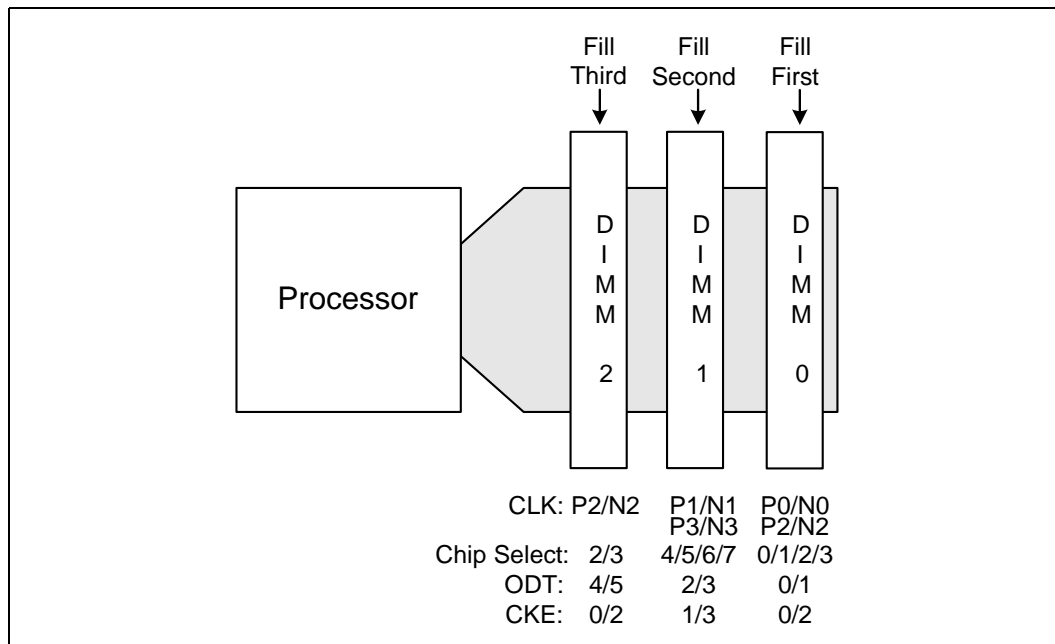 Fill
Third
Fill
Second
Fill
First
Processor
D
I
M
M
2
D
I
M
M
1
D
I
M
M
0
CLK: P2/N2 P1/N1 P0/N0
P3/N3 P2/N2
Chip Select: 2/3 4/5/6/7 0/1/2/3
ODT: 4/5 2/3 0/1
CKE: 0/2 1/3 0/2